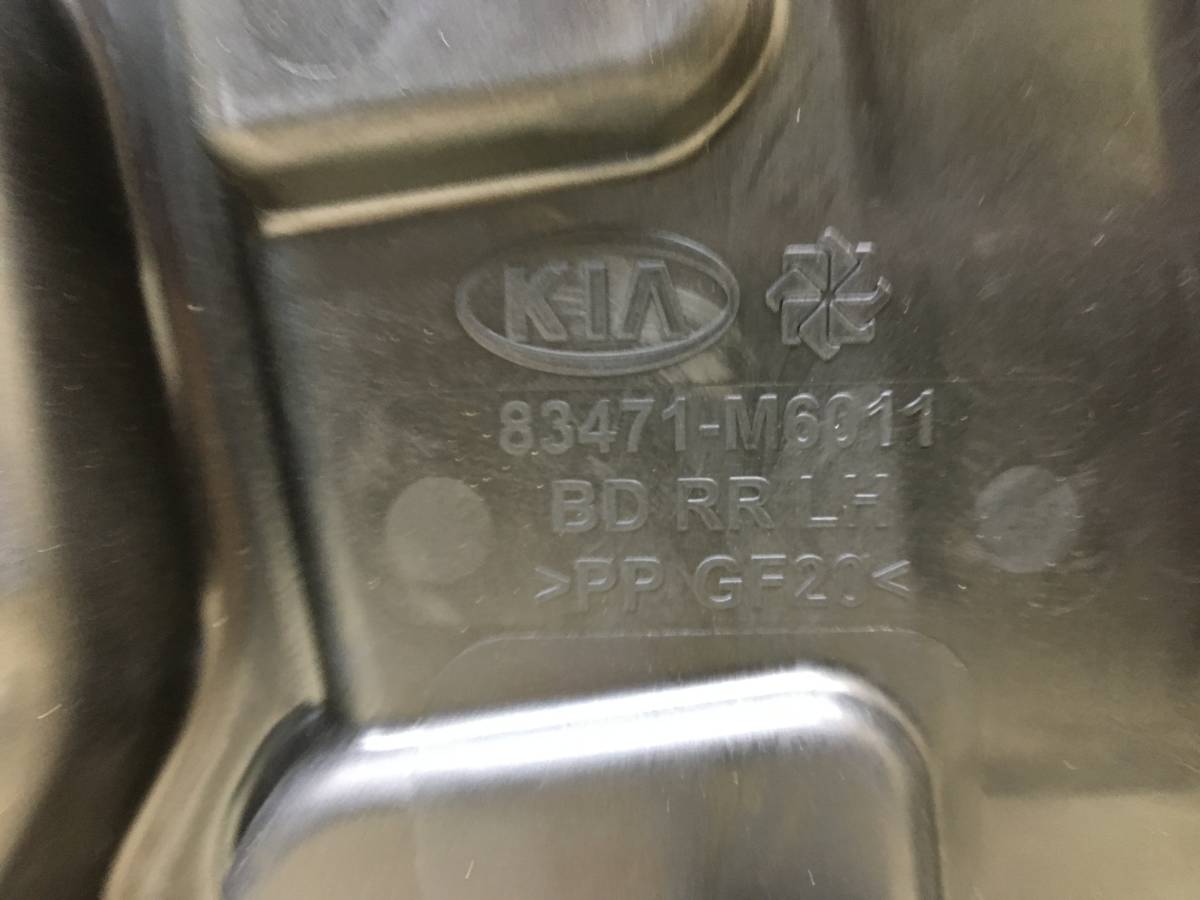 KIA
83471-M6011
BD RR LH
>PP GF20<